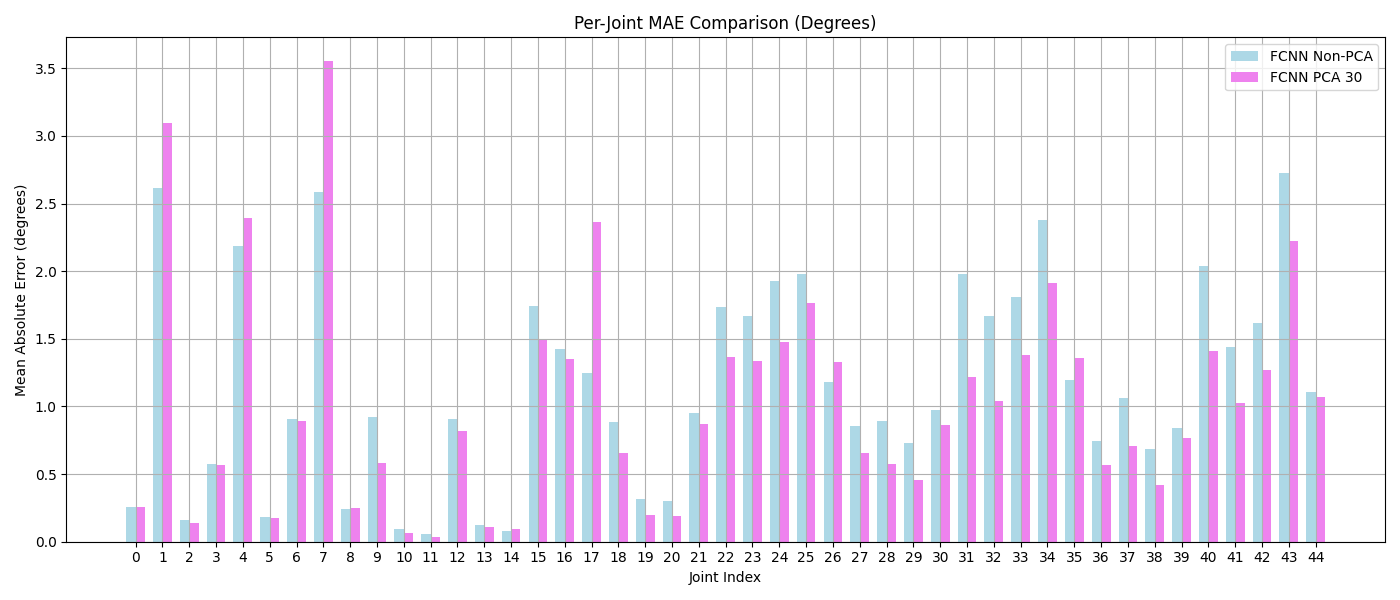 Per-Joint MAE Comparison (Degrees)
FCNN Non-PCA
FCNN PCA 30
Mean Absolute Error (degrees)
3.5
3.0
2.5
2.0
1.5
1.0
0.5
0.0
0 1 2 3 4 5 6 7 8 9 10 11 12 13 14 15 16 17 18 19 20 21 22 23 24 25 26 27 28 29 30 31 32 33 34 35 36 37 38 39 40 41 42 43 44
Joint Index